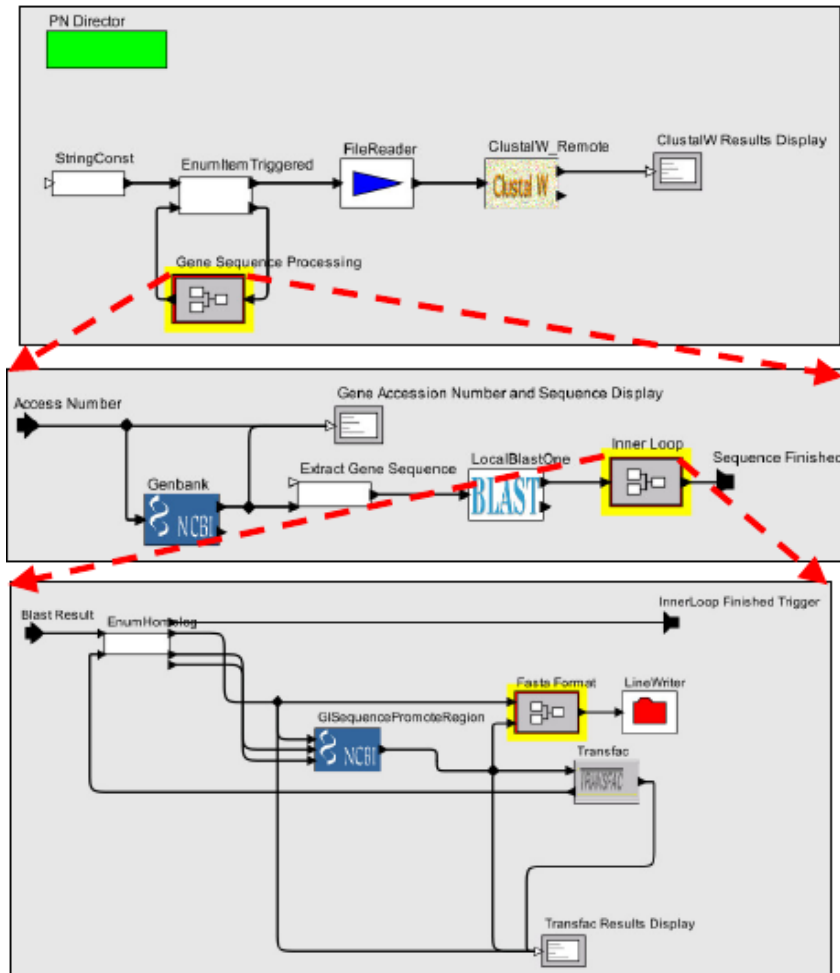 PN Director
ClustalW Results Display
FileReader
ClustalW_Remote
StringConst
EnumItemTriggered
Clustal W
Gene Sequence Processing
Gene Accession Number and Sequence Display
Access Number
Inner Loop
LocalBlastOne
Sequence Finished
Extract Gene Sequence
Genbank
BLAST
NCBI
InnerLoop Finished Trigger
Blast Result
EnumHomolog
Fasta Format
LineWriter
GISequencePromoteRegion
NCBI
Transfac
TRANSFAC
Transfac Results Display